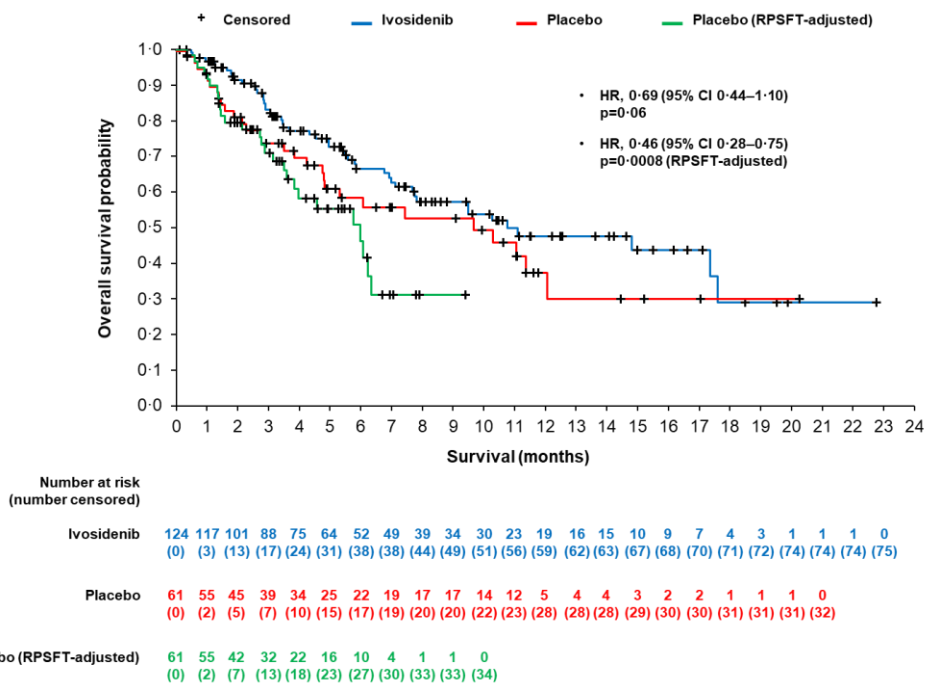 + Censored Ivosidenib Placebo Placebo (RPSFT-adjusted)
1·0
0·9
0·8
0·7
0·6
0·5
0·4
0·3
0·2
0·1
0·0
Overall survival probability
• HR, 0·69 (95% CI 0·44–1·10)
p=0·06
• HR, 0·46 (95% CI 0·28–0·75)
p=0·0008 (RPSFT-adjusted)
0 1 2 3 4 5 6 7 8 9 10 11 12 13 14 15 16 17 18 19 20 21 22 23 24
Survival (months)
Number at risk
(number censored)
Ivosidenib 124 117 101 88 75 64 52 49 39 34 30 23 19 16 15 10 9 7 4 3 1 1 1 0
(0) (3) (13) (17) (24) (31) (38) (38) (44) (49) (51) (56) (59) (62) (63) (67) (68) (70) (71) (72) (74) (74) (74) (75)
Placebo 61 55 45 39 34 25 22 19 17 17 14 12 5 4 4 3 2 2 1 1 1 0
(0) (2) (5) (7) (10) (15) (17) (19) (20) (20) (22) (23) (28) (28) (28) (29) (30) (30) (31) (31) (31) (32)
bo (RPSFT-adjusted) 61 55 42 32 22 16 10 4 1 1 0
(0) (2) (7) (13) (18) (23) (27) (30) (33) (33) (34)